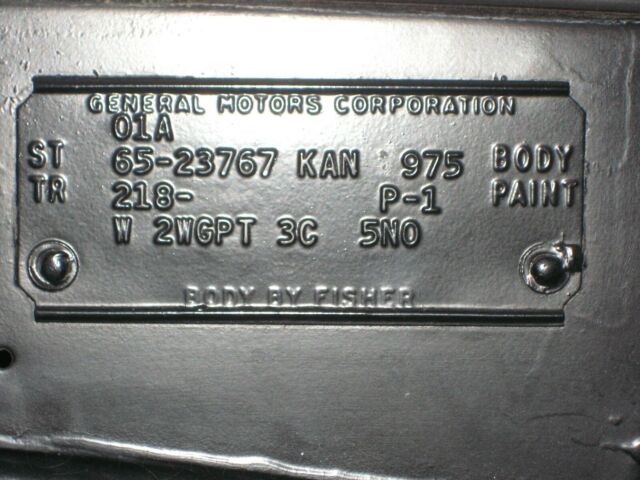 GENERAL MOTORS CORPORATION
01A
ST 65-23767 KAN 975 BODY
TR 218- P-1 PAINT
W 2WGPT 3C 5N0
BODY BY FISHER